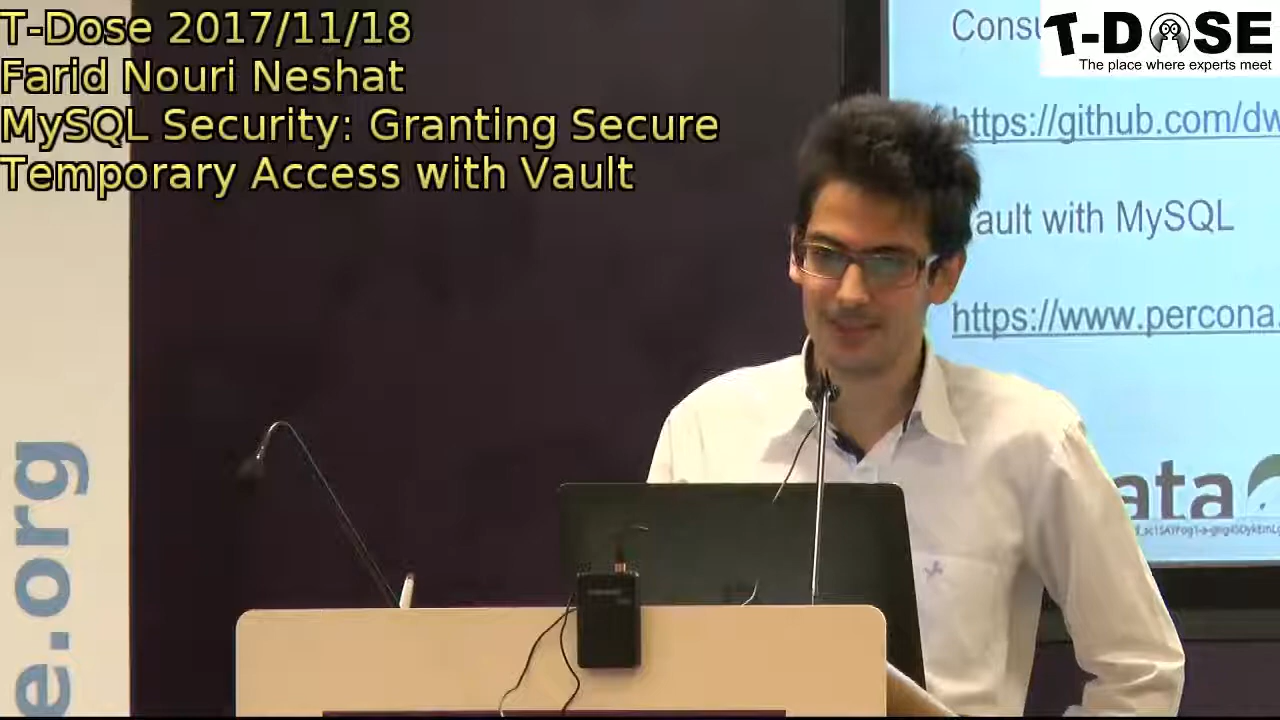 T-Dose 2017/11/18
Farid Nouri Neshat
MySQL Security: Granting Secure
Temporary Access with Vault
T-DOSE
The place where experts meet
https://github.com/dw
ault with MySQL
https://www.percona.
ata
e.org